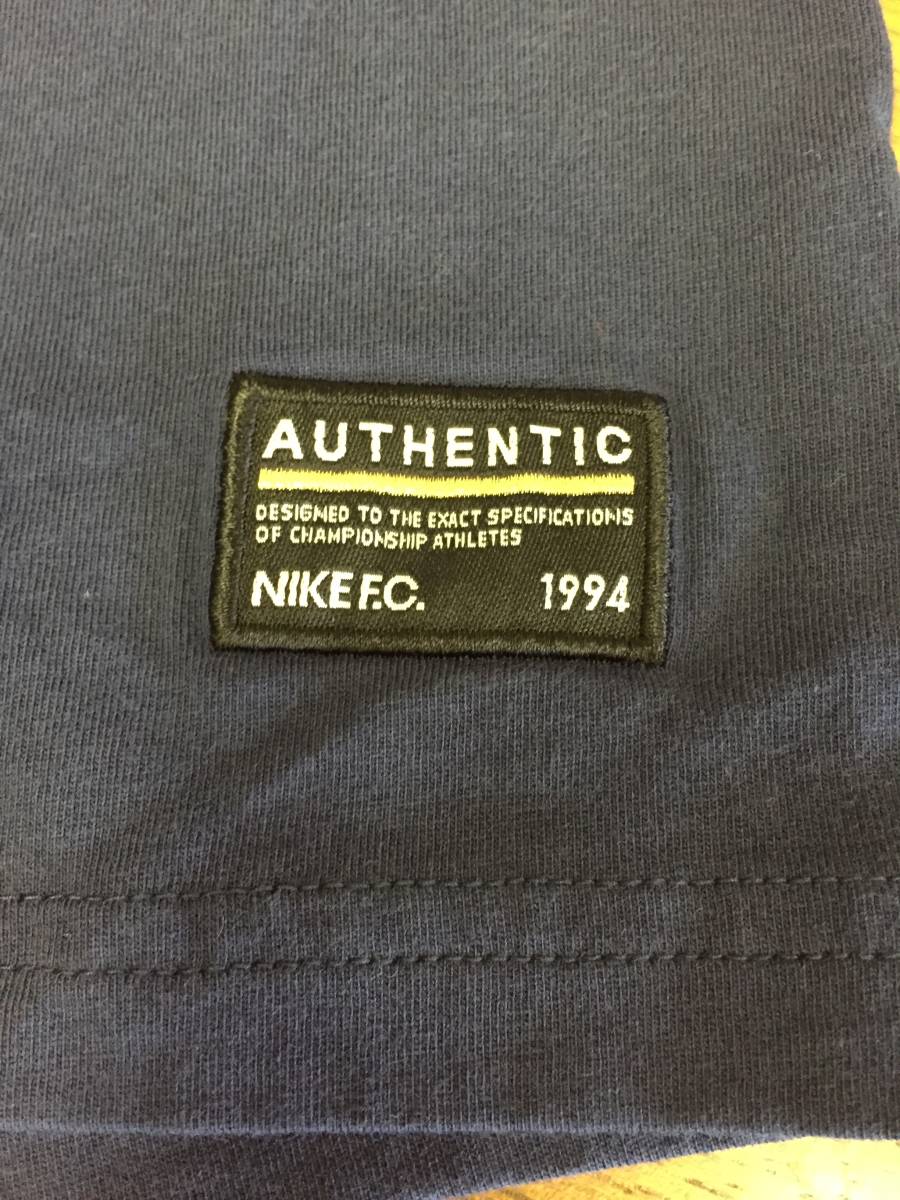 AUTHENTIC
DESIGNED TO THE EXACT SPECIFICATIONS
OF CHAMPIONSHIP ATHLETES
NIKE F.C. 1994